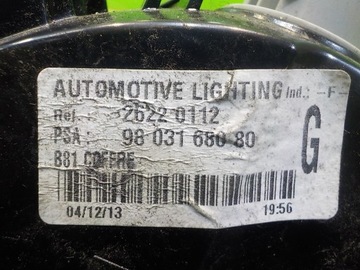 AUTOMOTIVE LIGHTING Ind.: -F-
Ref : 2622 0112
PSA : 98 031 680 80
B81 COFFRE
G
04/12/13 19:56